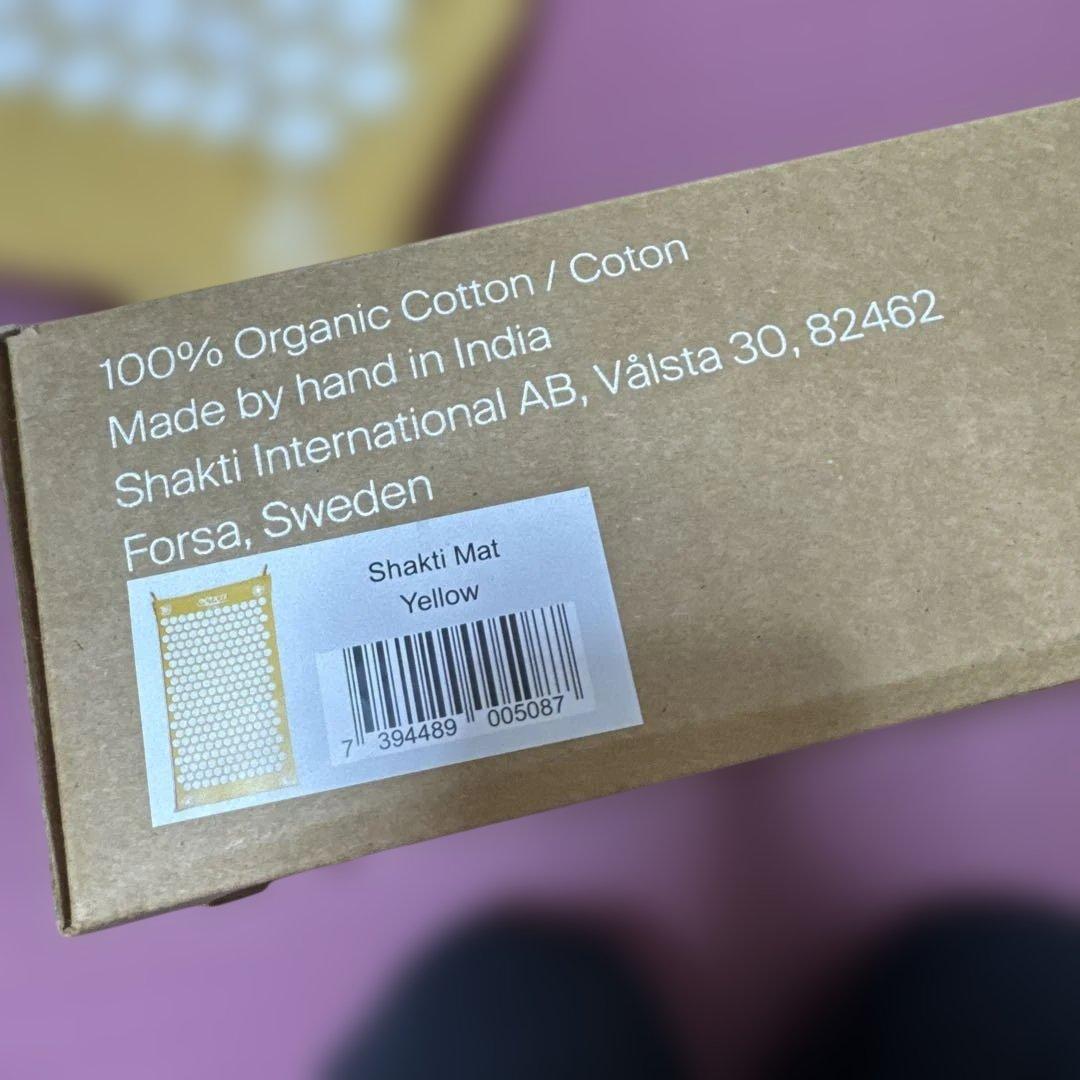 100% Organic Cotton / Coton
Made by hand in India
Shakti International AB, Vålsta 30, 82462
Forsa, Sweden
Shakti Mat
Yellow
7 394489 005087